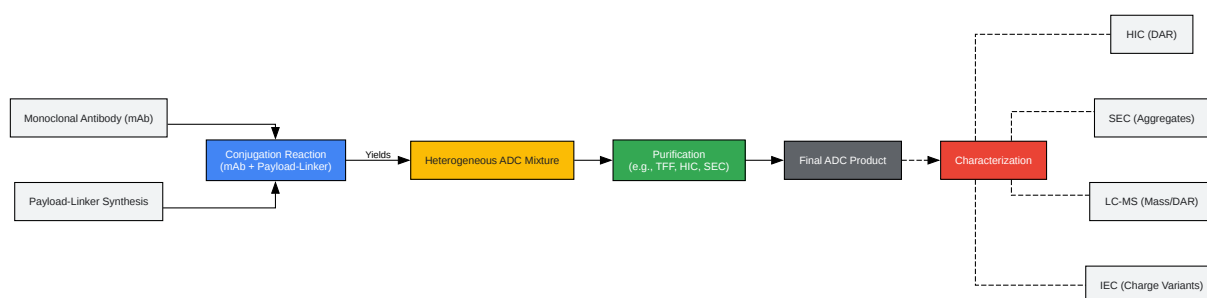 Monoclonal Antibody (mAb)
Payload-Linker Synthesis
Conjugation Reaction
(mAb + Payload-Linker)
Yields
Heterogeneous ADC Mixture
Purification
(e.g., TFF, HIC, SEC)
Final ADC Product
Characterization
HIC (DAR)
SEC (Aggregates)
LC-MS (Mass/DAR)
IEC (Charge Variants)